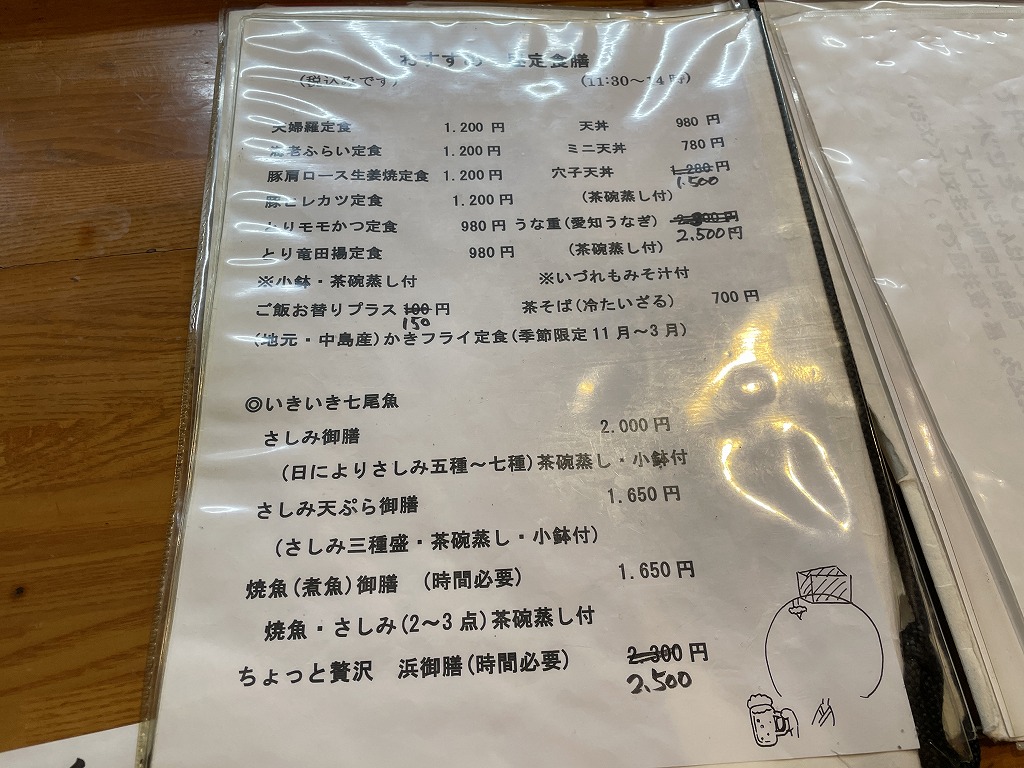 おすすめ 昼定食膳
(税込みです) (11:30～14時)
天婦羅定食 1.200 円 天丼 980 円
海老ふらい定食 1.200 円 ミニ天丼 780 円
豚肩ロース生姜焼定食 1.200 円 穴子天丼 1.280 円 1.500
豚ヒレカツ定食 1.200 円 (茶碗蒸し付)
とりモモかつ定食 980 円 うな重(愛知うなぎ) 2.500円
とり竜田揚定食 980 円 (茶碗蒸し付)
※小鉢・茶碗蒸し付 ※いづれもみそ汁付
ご飯お替りプラス 100 円 150 茶そば(冷たいざる) 700 円
(地元・中島産)かきフライ定食(季節限定 11 月～3 月)
◎いきいき七尾魚
さしみ御膳 2.000 円
(日によりさしみ五種～七種)茶碗蒸し・小鉢付
さしみ天ぷら御膳 1.650 円
(さしみ三種盛・茶碗蒸し・小鉢付)
焼魚(煮魚)御膳 (時間必要) 1.650 円
焼魚・さしみ(2～3 点)茶碗蒸し付
ちょっと贅沢 浜御膳(時間必要) 2.300 円
2.500